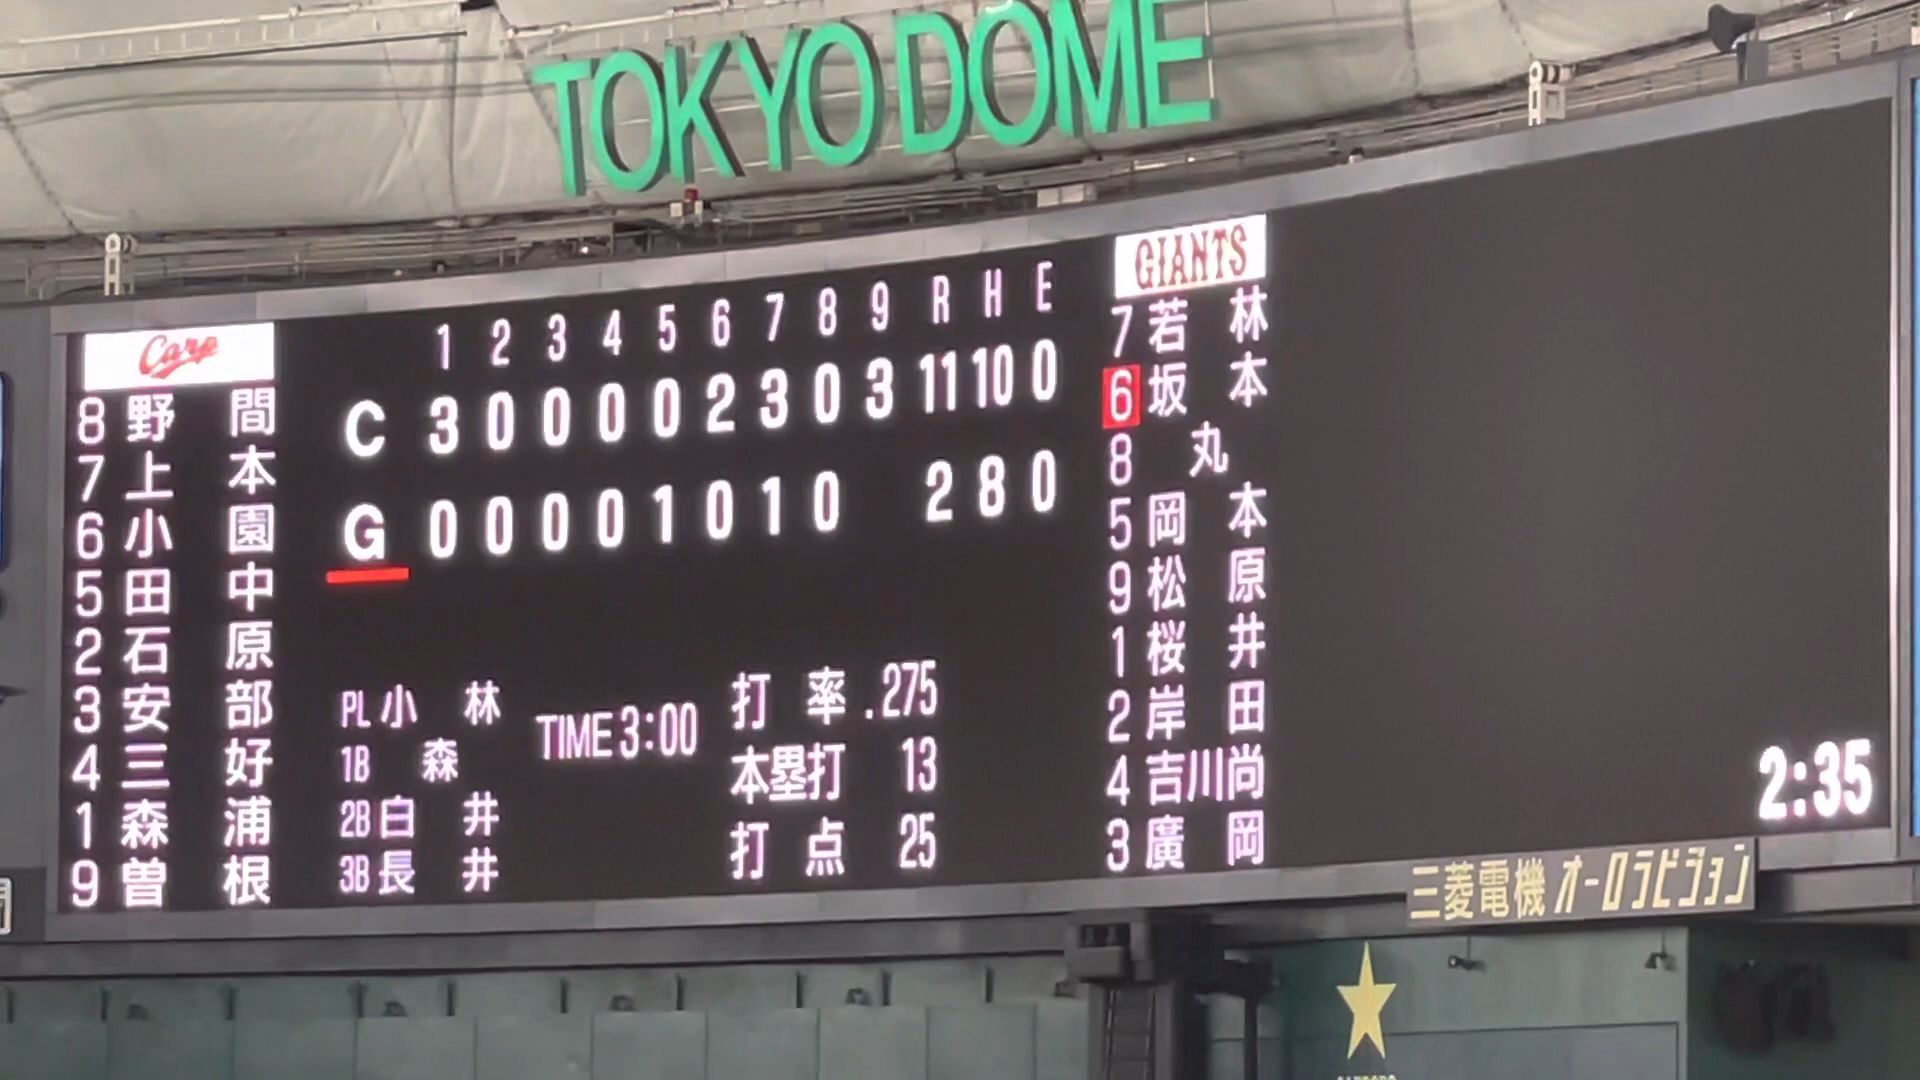 TOKYO DOME
Carp
8 野 間
7 上 本
6 小 園
5 田 中
2 石 原
3 安 部
4 三 好
1 森 浦
9 曽 根
1 2 3 4 5 6 7 8 9 R H E
C 3 0 0 0 0 2 3 0 3 11 10 0
G 0 0 0 0 1 0 1 0 2 8 0
PL 小 林
1B 森
2B 白 井
3B 長 井
TIME 3:00
打 率 .275
本塁打 13
打 点 25
GIANTS
7 若 林
6 坂 本
8 丸
5 岡 本
9 松 原
1 桜 井
2 岸 田
4 吉川尚
3 廣 岡
2:35
三菱電機 オーロラビジョン